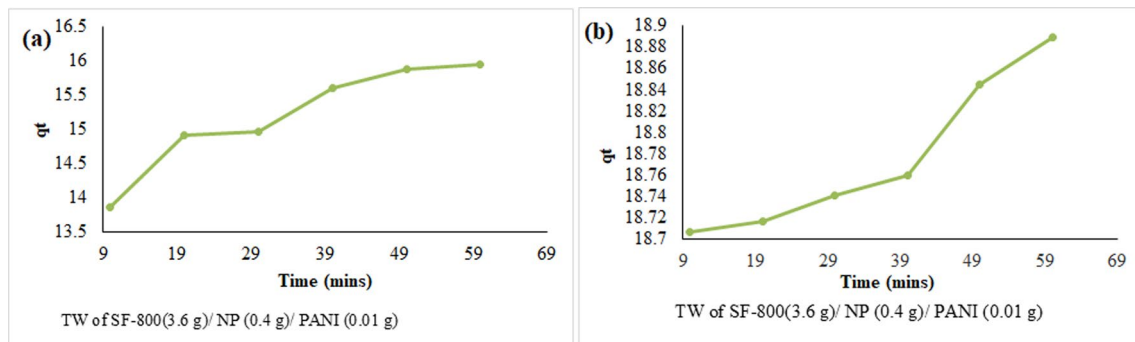 (a)
16.5
16
15.5
15
14.5
14
13.5
qt
9 19 29 39 49 59 69
Time (mins)
TW of SF-800(3.6 g)/ NP (0.4 g)/ PANI (0.01 g)
(b)
18.9
18.88
18.86
18.84
18.82
18.8
18.78
18.76
18.74
18.72
18.7
qt
9 19 29 39 49 59 69
Time (mins)
TW of SF-800(3.6 g)/ NP (0.4 g)/ PANI (0.01 g)